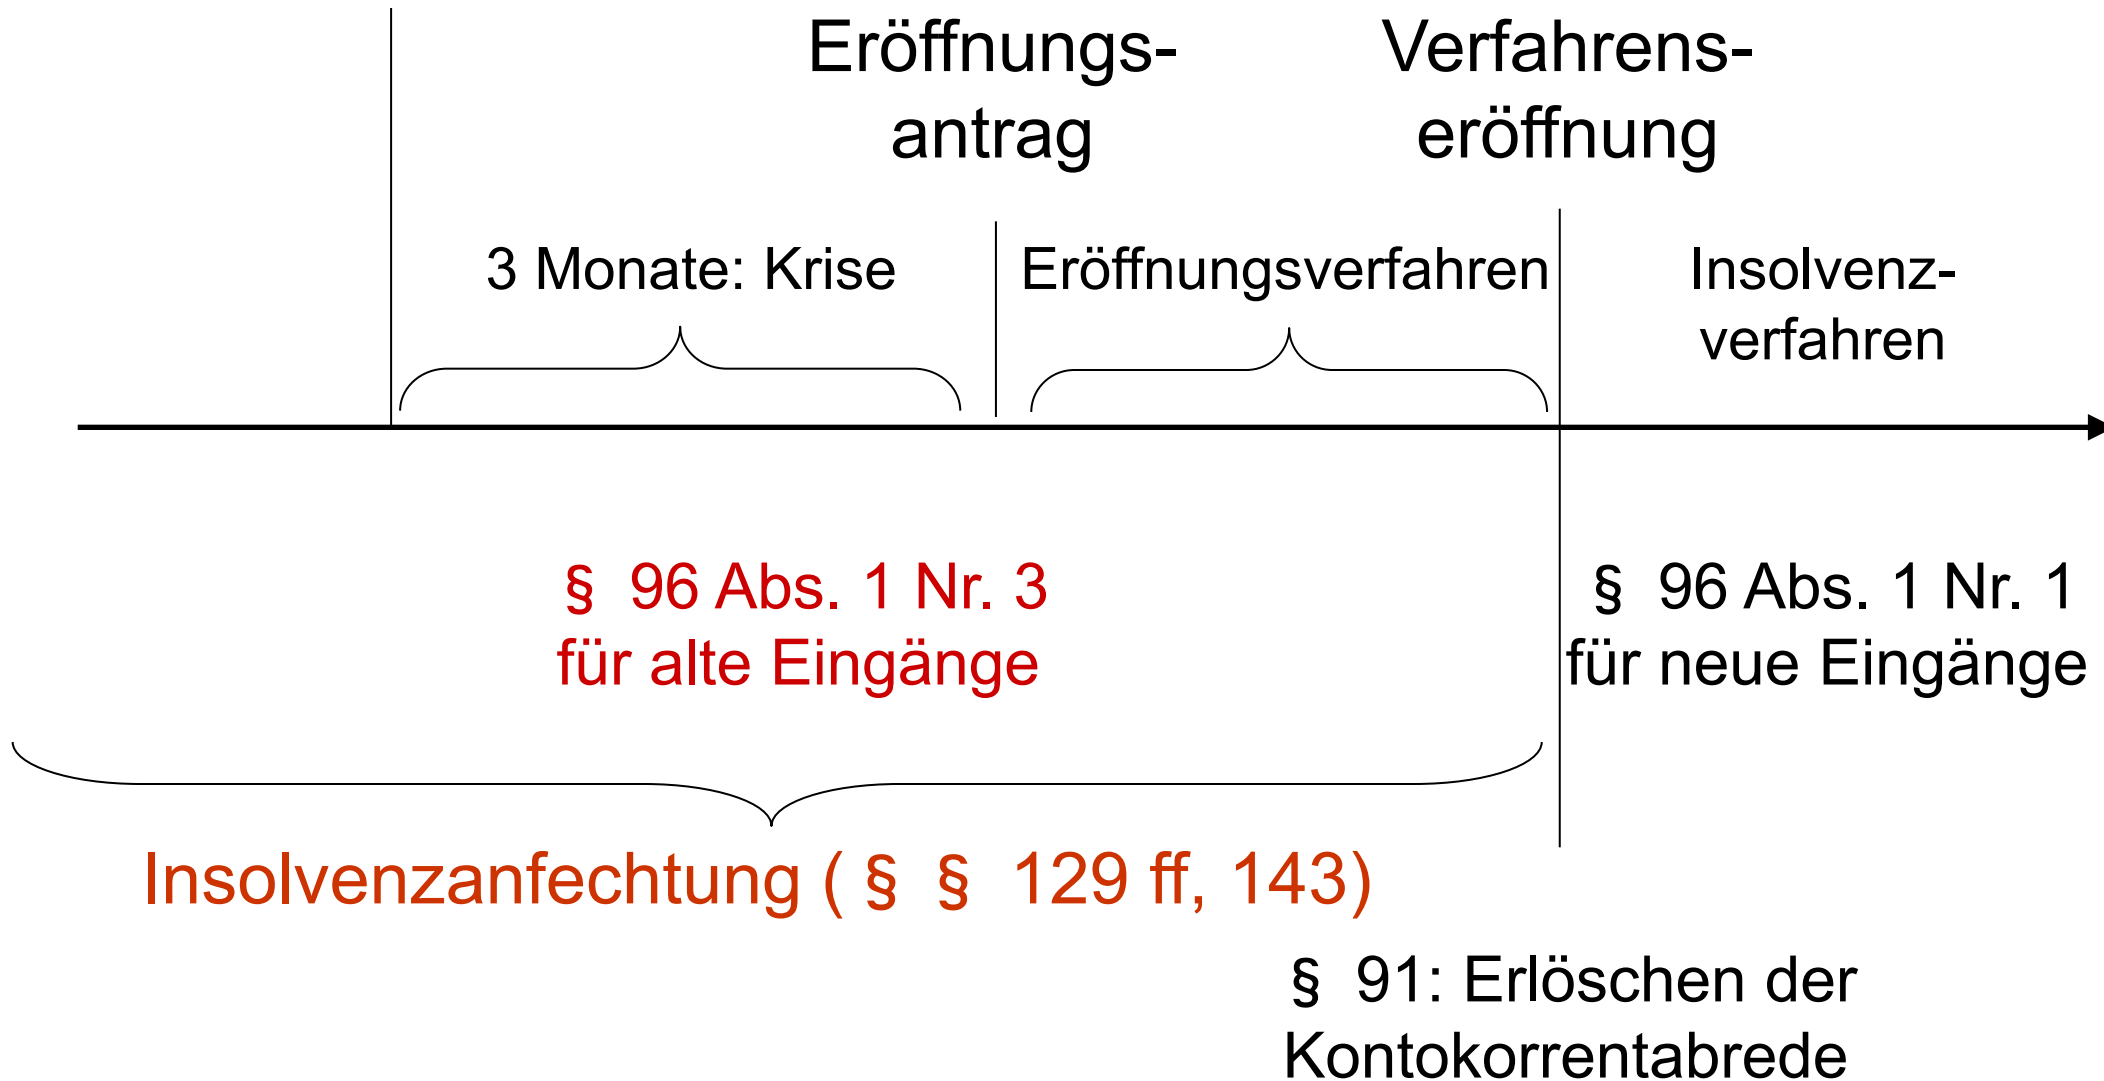 Eröffnungs-
antrag
Verfahrens-
eröffnung
3 Monate: Krise
Eröffnungsverfahren
Insolvenz-
verfahren
§ 96 Abs. 1 Nr. 3
für alte Eingänge
§ 96 Abs. 1 Nr. 1
für neue Eingänge
Insolvenzanfechtung ( § § 129 ff, 143)
§ 91: Erlöschen der
Kontokorrentabrede